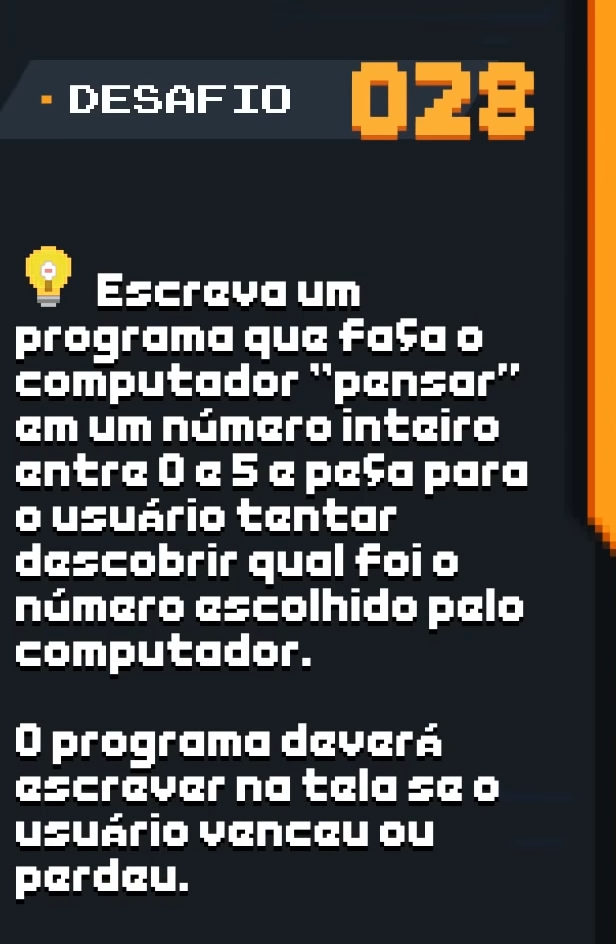 DESAFIO 028
Escreva um
programa que faça o
computador "pensar"
em um número inteiro
entre 0 e 5 e peça para
o usuário tentar
descobrir qual foi o
número escolhido pelo
computador.
O programa deverá
escrever na tela se o
usuário venceu ou
perdeu.